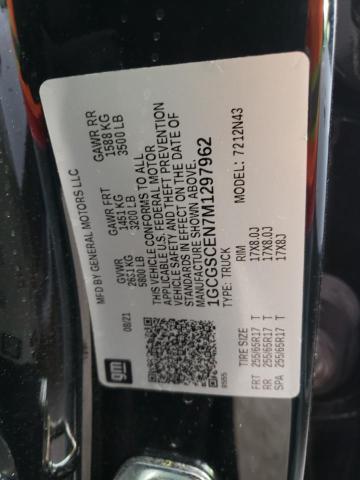 MFD BY GENERAL MOTORS LLC
08/21
GVWR
2631 KG
5800 LB
GAWR FRT
1451 KG
3200 LB
GAWR RR
1588 KG
3500 LB
THIS VEHICLE CONFORMS TO ALL
APPLICABLE U.S. FEDERAL MOTOR
VEHICLE SAFETY AND THEFT PREVENTION
STANDARDS IN EFFECT ON THE DATE OF
MANUFACTURE SHOWN ABOVE.
1GCGSCEN7M1297962
TYPE: TRUCK
MODEL: 7212N43
gm
TIRE SIZE RIM
FRT 255/65R17 T 17X8.0J
RR 255/65R17 T 17X8.0J
SPA 255/65R17 T 17X8J